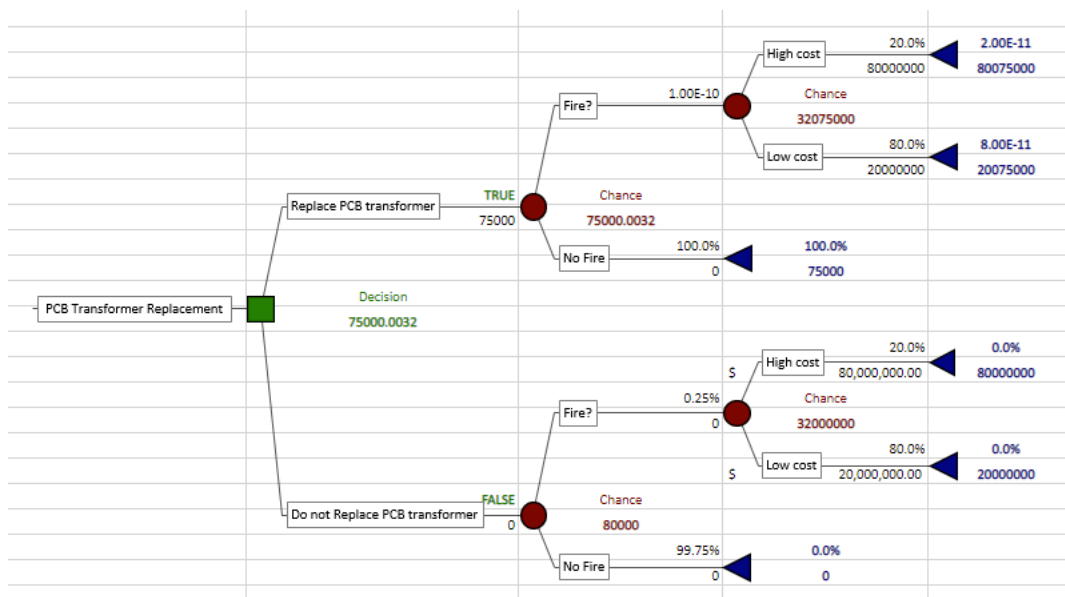 20.0% 2.00E-11
High cost
80000000 80075000
1.00E-10 Chance
Fire?
32075000
80.0% 8.00E-11
Low cost
20000000 20075000
TRUE Chance
Replace PCB transformer
75000 75000.0032
100.0% 100.0%
No Fire
0 75000
Decision
PCB Transformer Replacement
75000.0032
20.0% 0.0%
High cost
$ 80,000,000.00 80000000
0.25% Chance
Fire?
0 32000000
80.0% 0.0%
Low cost
$ 20,000,000.00 20000000
FALSE Chance
Do not Replace PCB transformer
0 80000
99.75% 0.0%
No Fire
0 0